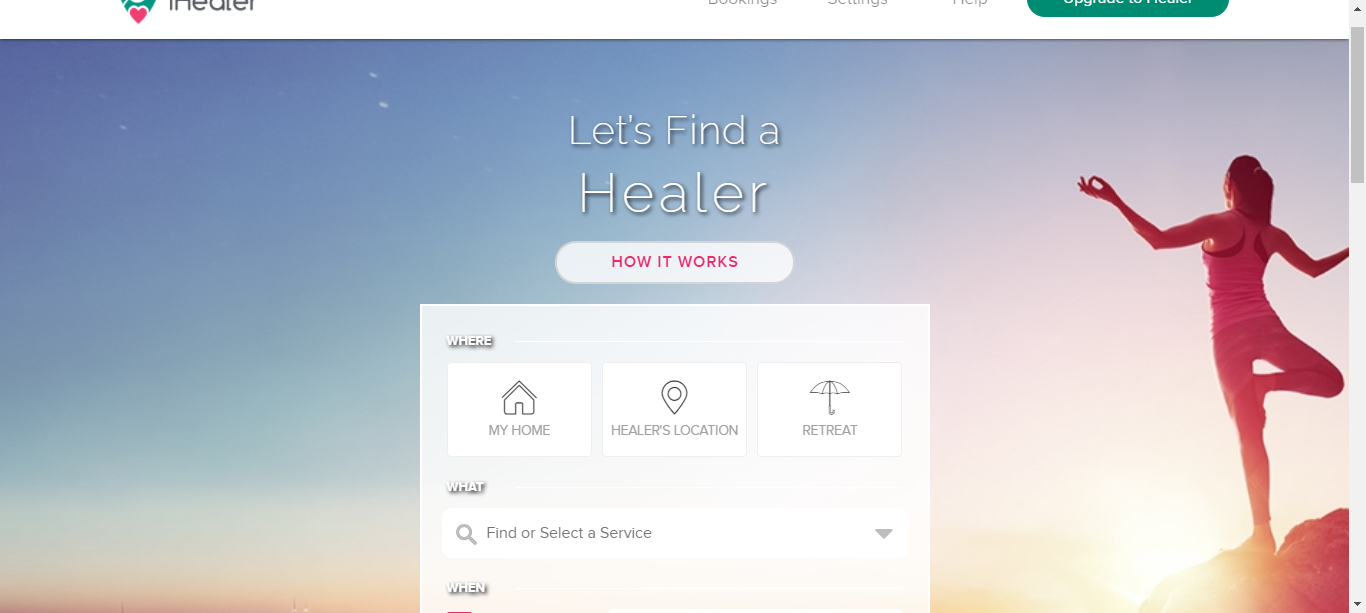 iHealer
Bookings Settings Help Upgrade to Healer
Let's Find a
Healer
HOW IT WORKS
WHERE
MY HOME HEALER'S LOCATION RETREAT
WHAT
Find or Select a Service
WHEN